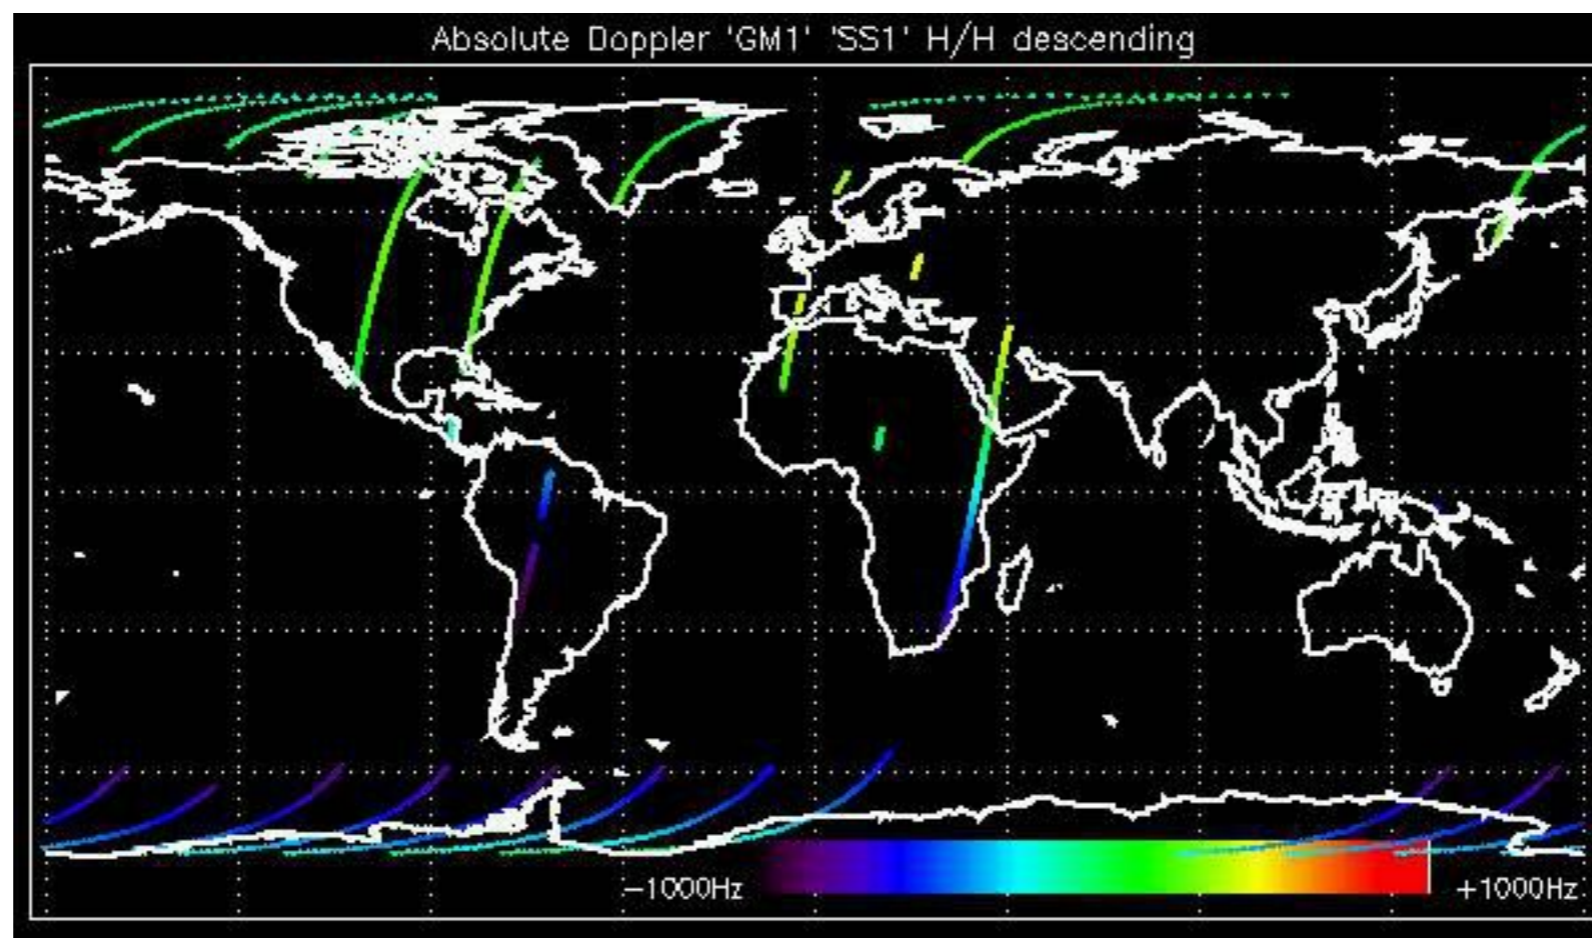 Absolute Doppler 'GM1' 'SS1' H/H descending
−1000Hz
+1000Hz